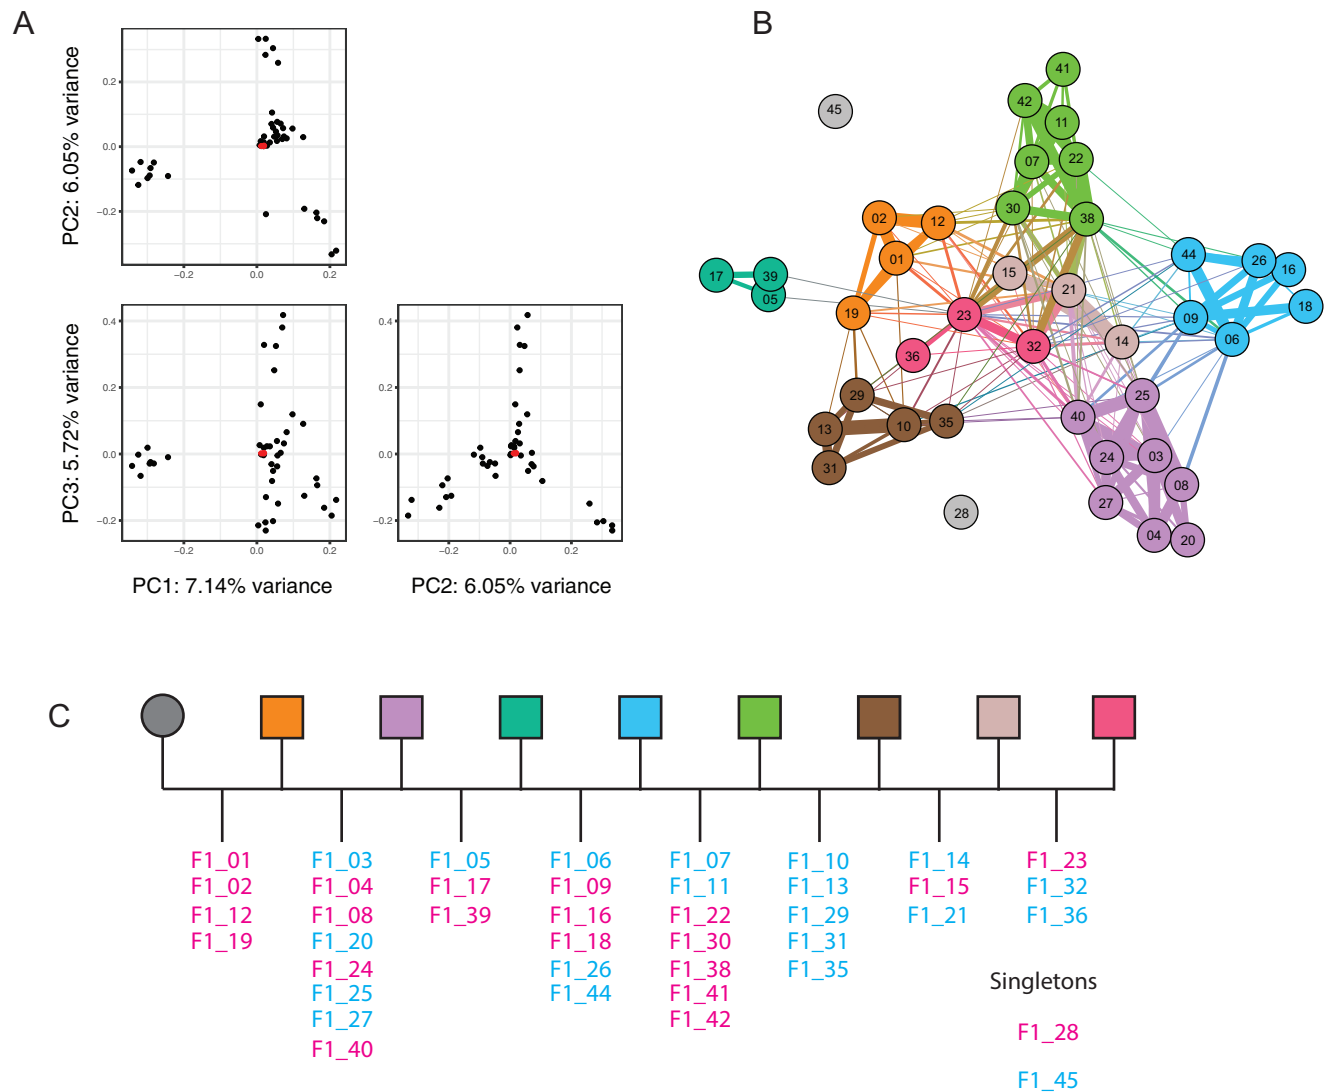 A
B
PC2: 6.05% variance
0.2
0.0
−0.2
−0.2
0.0
0.2
PC3: 5.72% variance
0.4
0.2
0.0
−0.2
−0.2
0.0
0.2
0.4
0.2
0.0
−0.2
−0.2
0.0
0.2
PC1: 7.14% variance
PC2: 6.05% variance
41
42
45
11
07
22
30
38
02
12
01
15
44
26
16
17
39
05
21
18
19
23
09
06
32
14
36
29
25
40
13
10
35
31
24
03
08
27
28
04
20
C
F1_01
F1_02
F1_12
F1_19
F1_03
F1_04
F1_08
F1_20
F1_24
F1_25
F1_27
F1_40
F1_05
F1_17
F1_39
F1_06
F1_09
F1_16
F1_18
F1_26
F1_44
F1_07
F1_11
F1_22
F1_30
F1_38
F1_41
F1_42
F1_10
F1_13
F1_29
F1_31
F1_35
F1_14
F1_15
F1_21
F1_23
F1_32
F1_36
Singletons
F1_28
F1_45